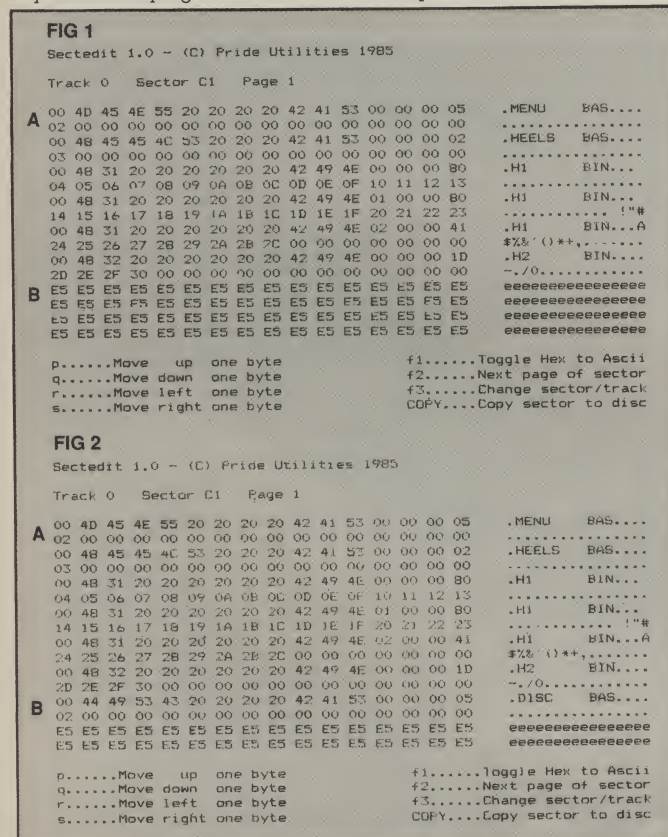 FIG 1
Sectedit 1.0 - (C) Pride Utilities 1985
Track 0 Sector C1 Page 1
A 00 4D 45 4E 55 20 20 20 20 42 41 53 00 00 00 05 .MENU BAS....
02 00 00 00 00 00 00 00 00 00 00 00 00 00 00 00 ................
00 48 45 45 4C 53 20 20 20 42 41 53 00 00 00 02 .HEELS BAS....
03 00 00 00 00 00 00 00 00 00 00 00 00 00 00 00 ................
00 48 31 20 20 20 20 20 20 42 49 4E 00 00 00 80 .H1 BIN...
04 05 06 07 08 09 0A 0B 0C 0D 0E 0F 10 11 12 13 ................
00 48 31 20 20 20 20 20 20 42 49 4E 01 00 00 80 .H1 BIN...
14 15 16 17 18 19 1A 1B 1C 1D 1E 1F 20 21 22 23 ............ !"#
00 48 31 20 20 20 20 20 20 42 49 4E 02 00 00 41 .H1 BIN...A
24 25 26 27 28 29 2A 2B 2C 00 00 00 00 00 00 00 $%&'()*+,.......
00 48 32 20 20 20 20 20 20 42 49 4E 00 00 00 1D .H2 BIN....
2D 2E 2F 30 00 00 00 00 00 00 00 00 00 00 00 00 -./0............
B E5 E5 E5 E5 E5 E5 E5 E5 E5 E5 E5 E5 E5 E5 E5 E5 eeeeeeeeeeeeeeee
E5 E5 E5 E5 E5 E5 E5 E5 E5 E5 E5 E5 E5 E5 E5 E5 eeeeeeeeeeeeeeee
E5 E5 E5 E5 E5 E5 E5 E5 E5 E5 E5 E5 E5 E5 E5 E5 eeeeeeeeeeeeeeee
E5 E5 E5 E5 E5 E5 E5 E5 E5 E5 E5 E5 E5 E5 E5 E5 eeeeeeeeeeeeeeee
p......Move up one byte f1......Toggle Hex to Ascii
q......Move down one byte f2......Next page of sector
r......Move left one byte f3......Change sector/track
s......Move right one byte COPY....Copy sector to disc
FIG 2
Sectedit 1.0 - (C) Pride Utilities 1985
Track 0 Sector C1 Page 1
A 00 4D 45 4E 55 20 20 20 20 42 41 53 00 00 00 05 .MENU BAS....
02 00 00 00 00 00 00 00 00 00 00 00 00 00 00 00 ................
00 48 45 45 4C 53 20 20 20 42 41 53 00 00 00 02 .HEELS BAS....
03 00 00 00 00 00 00 00 00 00 00 00 00 00 00 00 ................
00 48 31 20 20 20 20 20 20 42 49 4E 00 00 00 80 .H1 BIN...
04 05 06 07 08 09 0A 0B 0C 0D 0E 0F 10 11 12 13 ................
00 48 31 20 20 20 20 20 20 42 49 4E 01 00 00 80 .H1 BIN...
14 15 16 17 18 19 1A 1B 1C 1D 1E 1F 20 21 22 23 ............ !"#
00 48 31 20 20 20 20 20 20 42 49 4E 02 00 00 41 .H1 BIN...A
24 25 26 27 28 29 2A 2B 2C 00 00 00 00 00 00 00 $%&'()*+,.......
00 48 32 20 20 20 20 20 20 42 49 4E 00 00 00 1D .H2 BIN....
2D 2E 2F 30 00 00 00 00 00 00 00 00 00 00 00 00 -./0............
B 00 44 49 53 43 20 20 20 20 42 41 53 00 00 00 05 .DISC BAS....
02 00 00 00 00 00 00 00 00 00 00 00 00 00 00 00 ................
E5 E5 E5 E5 E5 E5 E5 E5 E5 E5 E5 E5 E5 E5 E5 E5 eeeeeeeeeeeeeeee
E5 E5 E5 E5 E5 E5 E5 E5 E5 E5 E5 E5 E5 E5 E5 E5 eeeeeeeeeeeeeeee
p......Move up one byte f1......Toggle Hex to Ascii
q......Move down one byte f2......Next page of sector
r......Move left one byte f3......Change sector/track
s......Move right one byte COPY....Copy sector to disc